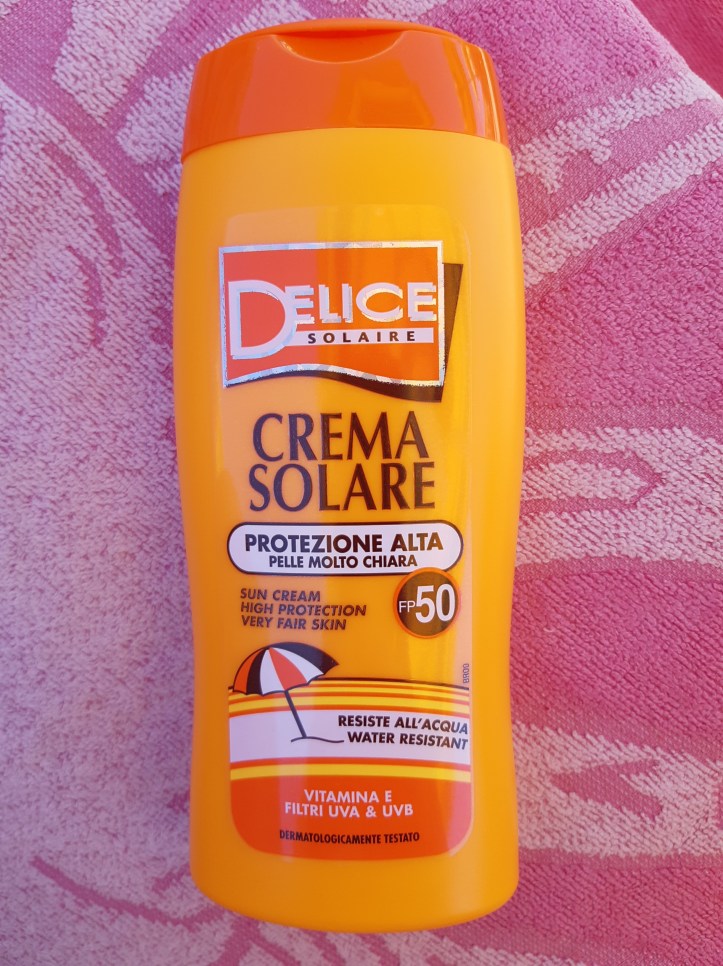 DELICE
SOLAIRE
CREMA
SOLARE
PROTEZIONE ALTA
PELLE MOLTO CHIARA
SUN CREAM
HIGH PROTECTION
VERY FAIR SKIN
FP50
RESISTE ALL'ACQUA
WATER RESISTANT
VITAMINA E
FILTRI UVA & UVB
DERMATOLOGICAMENTE TESTATO